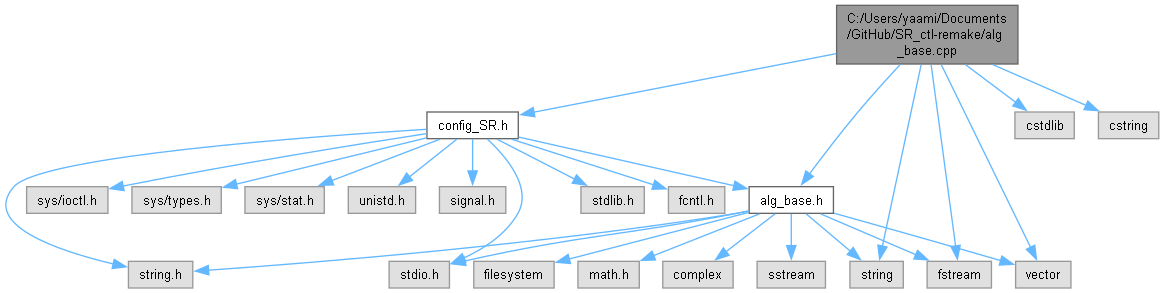 C:/Users/yaami/Documents
/GitHub/SR_ctl-remake/alg
_base.cpp
config_SR.h
cstdlib
cstring
sys/ioctl.h
sys/types.h
sys/stat.h
unistd.h
signal.h
stdlib.h
fcntl.h
alg_base.h
string.h
stdio.h
filesystem
math.h
complex
sstream
string
fstream
vector